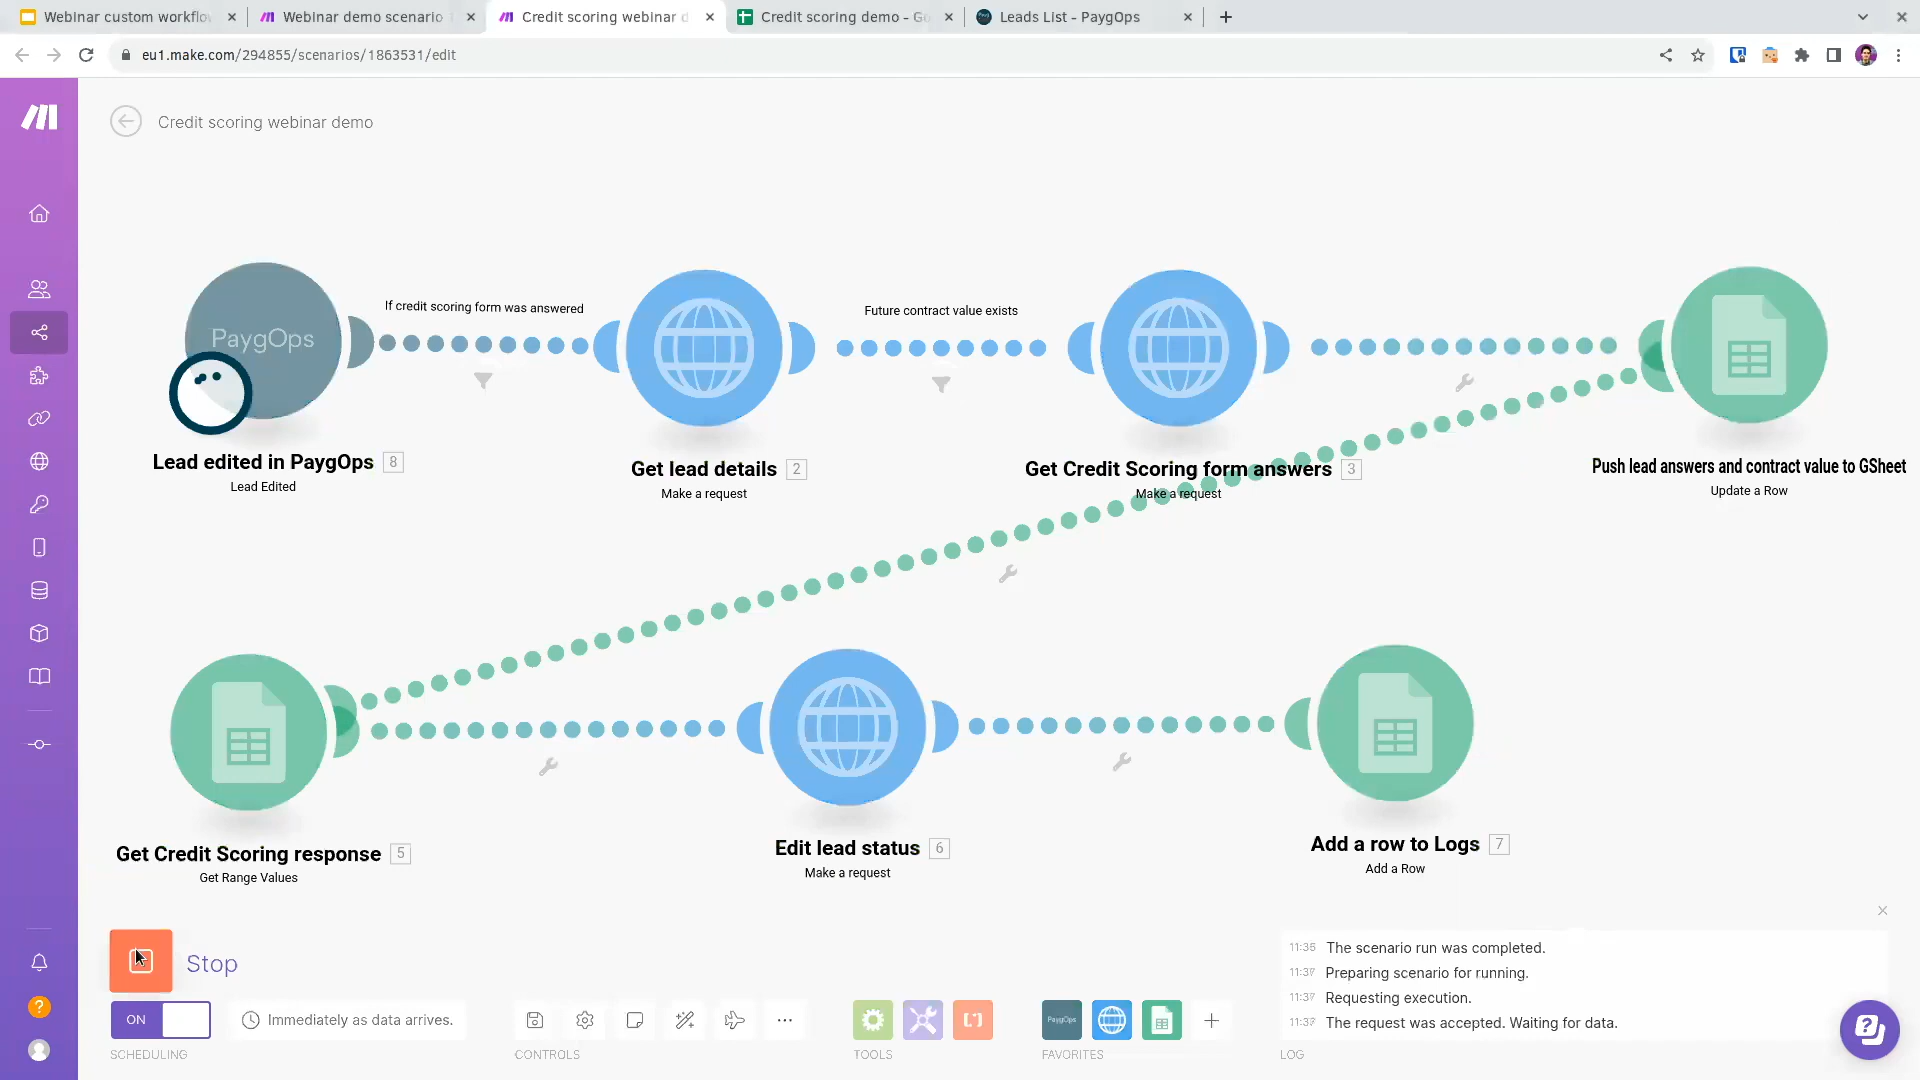 Webinar custom workflo
Webinar demo scenario
Credit scoring webinar d
Credit scoring demo - Go
Leads List - PaygOps
eu1.make.com/294855/scenarios/1863531/edit
Credit scoring webinar demo
If credit scoring form was answered
Future contract value exists
PaygOps
Lead edited in PaygOps 8
Lead Edited
Get lead details 2
Make a request
Get Credit Scoring form answers 3
Make a request
Push lead answers and contract value to GSheet
Update a Row
Get Credit Scoring response 5
Get Range Values
Edit lead status 6
Make a request
Add a row to Logs 7
Add a Row
Stop
ON
Immediately as data arrives.
SCHEDULING
CONTROLS
TOOLS
PaygOps
FAVORITES
11:35 The scenario run was completed.
11:37 Preparing scenario for running.
11:37 Requesting execution.
11:37 The request was accepted. Waiting for data.
LOG